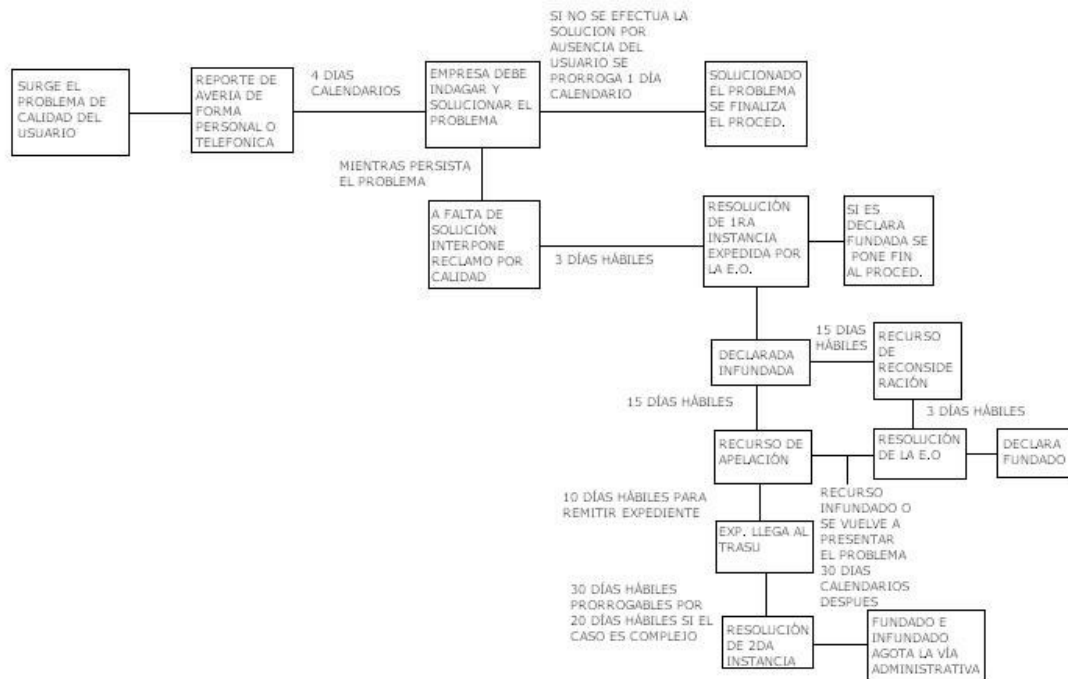 SURGE EL
PROBLEMA DE
CALIDAD DEL
USUARIO
REPORTE DE
AVERIA DE
FORMA
PERSONAL O
TELEFONICA
4 DIAS
CALENDARIOS
EMPRESA DEBE
INDAGAR Y
SOLUCIONAR EL
PROBLEMA
SI NO SE EFECTUA LA
SOLUCION POR
AUSENCIA DEL
USUARIO SE
PRORROGA 1 DÍA
CALENDARIO
SOLUCIONADO
EL PROBLEMA
SE FINALIZA
EL PROCED.
MIENTRAS PERSISTA
EL PROBLEMA
A FALTA DE
SOLUCIÒN
INTERPONE
RECLAMO POR
CALIDAD
3 DÍAS HÁBILES
RESOLUCIÓN
DE 1RA
INSTANCIA
EXPEDIDA POR
LA E.O.
SI ES
DECLARA
FUNDADA SE
PONE FIN
AL PROCED.
DECLARADA
INFUNDADA
15 DIAS
HÁBILES
RECURSO
DE
RECONSIDE
RACIÓN
15 DÍAS HÁBILES
3 DÍAS HÁBILES
RECURSO DE
APELACIÓN
RESOLUCIÓN
DE LA E.O
DECLARA
FUNDADO
10 DÍAS HÁBILES PARA
REMITIR EXPEDIENTE
RECURSO
INFUNDADO O
SE VUELVE A
PRESENTAR
EL PROBLEMA
30 DIAS
CALENDARIOS
DESPUES
EXP. LLEGA AL
TRASU
30 DÍAS HÁBILES
PRORROGABLES POR
20 DÍAS HÁBILES SI EL
CASO ES COMPLEJO
RESOLUCIÓN
DE 2DA
INSTANCIA
FUNDADO E
INFUNDADO
AGOTA LA VÍA
ADMINISTRATIVA